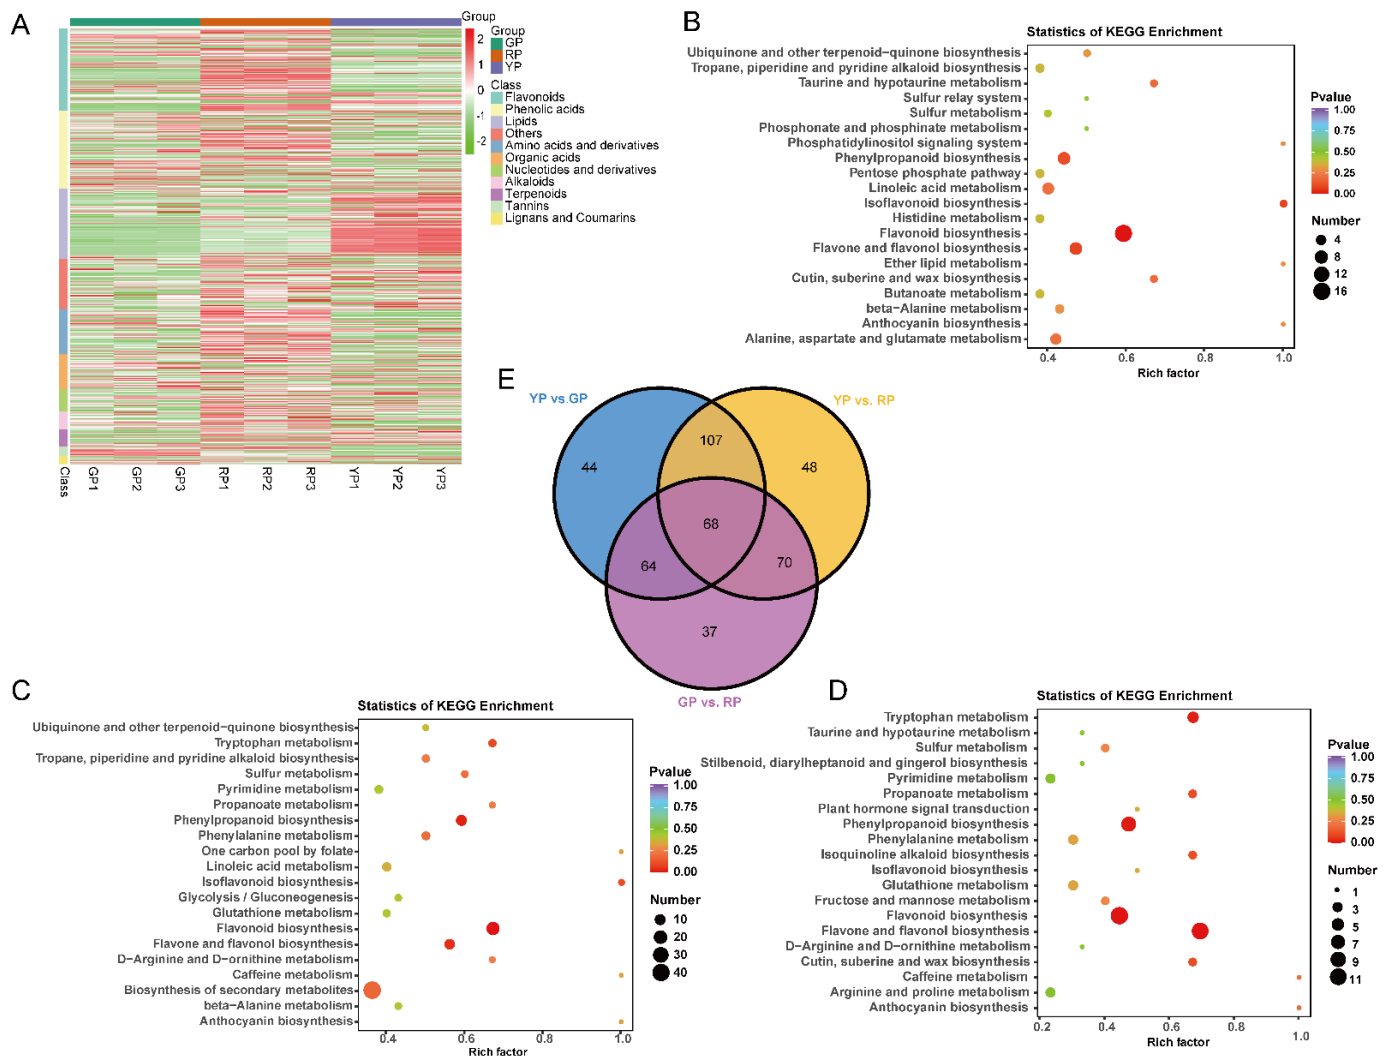 A
Group
2
1
0
-1
-2
Group
GP
RP
YP
Class
Flavonoids
Phenolic acids
Lipids
Others
Amino acids and derivatives
Organic acids
Nucleotides and derivatives
Alkaloids
Terpenoids
Tannins
Lignans and Coumarins
Class
GP1
GP2
GP3
RP1
RP2
RP3
YP1
YP2
YP3
B
Statistics of KEGG Enrichment
Ubiquinone and other terpenoid−quinone biosynthesis
Tropane, piperidine and pyridine alkaloid biosynthesis
Taurine and hypotaurine metabolism
Sulfur relay system
Sulfur metabolism
Phosphonate and phosphinate metabolism
Phosphatidylinositol signaling system
Phenylpropanoid biosynthesis
Pentose phosphate pathway
Linoleic acid metabolism
Isoflavonoid biosynthesis
Histidine metabolism
Flavonoid biosynthesis
Flavone and flavonol biosynthesis
Ether lipid metabolism
Cutin, suberine and wax biosynthesis
Butanoate metabolism
beta−Alanine metabolism
Anthocyanin biosynthesis
Alanine, aspartate and glutamate metabolism
0.4 0.6 0.8 1.0
Rich factor
Pvalue
1.00
0.75
0.50
0.25
0.00
Number
4
8
12
16
E
YP vs.GP
YP vs. RP
107
44
48
68
64
70
37
GP vs. RP
C
Statistics of KEGG Enrichment
Ubiquinone and other terpenoid−quinone biosynthesis
Tryptophan metabolism
Tropane, piperidine and pyridine alkaloid biosynthesis
Sulfur metabolism
Pyrimidine metabolism
Propanoate metabolism
Phenylpropanoid biosynthesis
Phenylalanine metabolism
One carbon pool by folate
Linoleic acid metabolism
Isoflavonoid biosynthesis
Glycolysis / Gluconeogenesis
Glutathione metabolism
Flavonoid biosynthesis
Flavone and flavonol biosynthesis
D−Arginine and D−ornithine metabolism
Caffeine metabolism
Biosynthesis of secondary metabolites
beta−Alanine metabolism
Anthocyanin biosynthesis
0.4 0.6 0.8 1.0
Rich factor
Pvalue
1.00
0.75
0.50
0.25
0.00
Number
10
20
30
40
D
Statistics of KEGG Enrichment
Tryptophan metabolism
Taurine and hypotaurine metabolism
Sulfur metabolism
Stilbenoid, diarylheptanoid and gingerol biosynthesis
Pyrimidine metabolism
Propanoate metabolism
Plant hormone signal transduction
Phenylpropanoid biosynthesis
Phenylalanine metabolism
Isoquinoline alkaloid biosynthesis
Isoflavonoid biosynthesis
Glutathione metabolism
Fructose and mannose metabolism
Flavonoid biosynthesis
Flavone and flavonol biosynthesis
D−Arginine and D−ornithine metabolism
Cutin, suberine and wax biosynthesis
Caffeine metabolism
Arginine and proline metabolism
Anthocyanin biosynthesis
0.2 0.4 0.6 0.8 1.0
Rich factor
Pvalue
1.00
0.75
0.50
0.25
0.00
Number
1
3
5
7
9
11